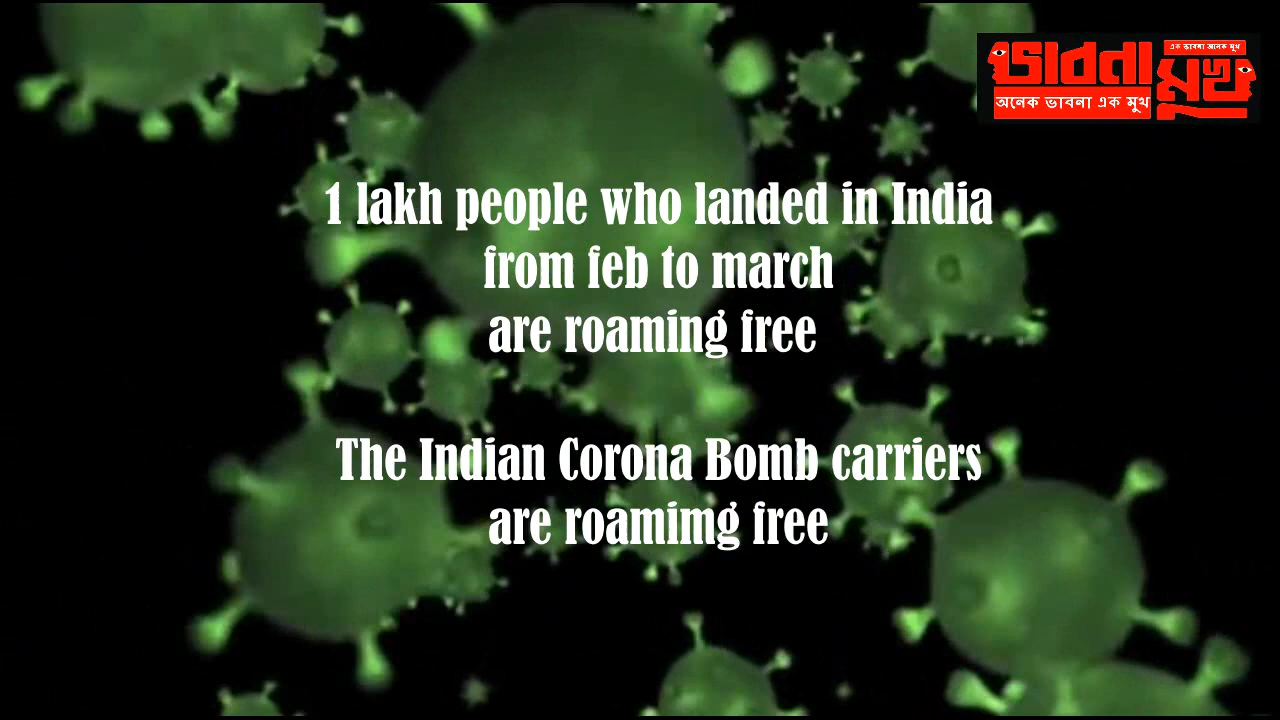 ভাবনা
এক ভাবনা অনেক মুখ
মুখ
অনেক ভাবনা এক মুখ
1 lakh people who landed in India
from feb to march
are roaming free
The Indian Corona Bomb carriers
are roamimg free